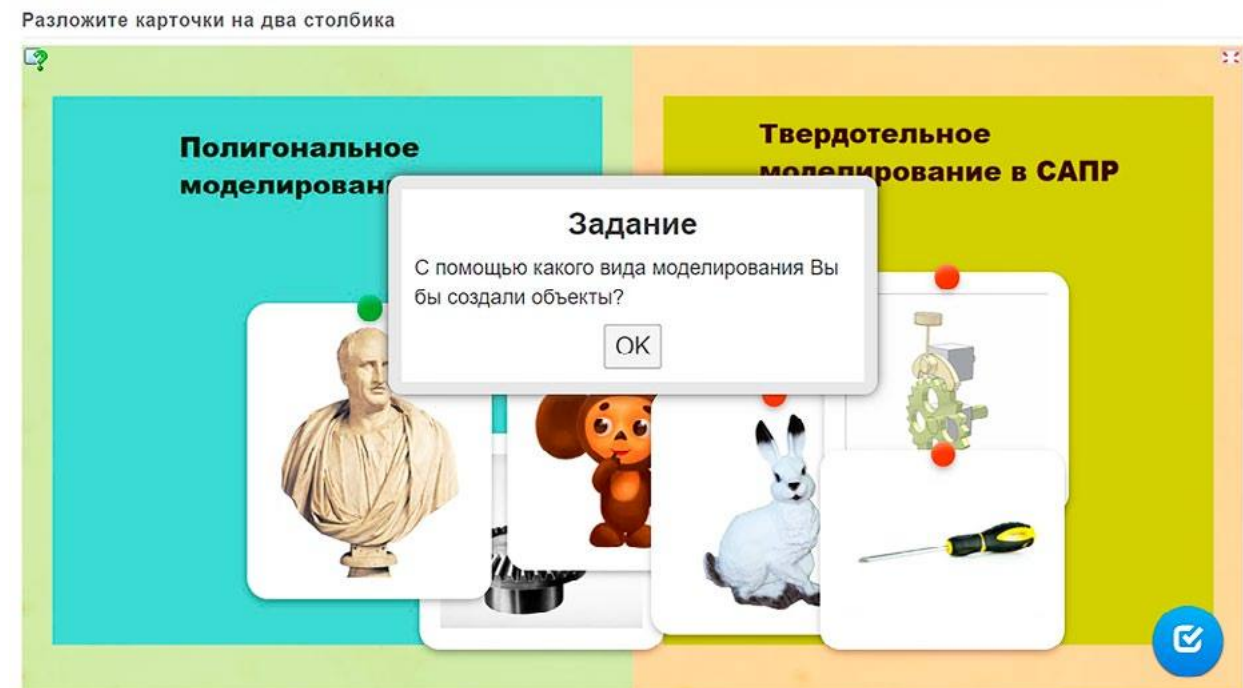 Разложите карточки на два столбика
Полигональное
моделирован
Твердотельное
моделирование в САПР
Задание
С помощью какого вида моделирования Вы
бы создали объекты?
OK